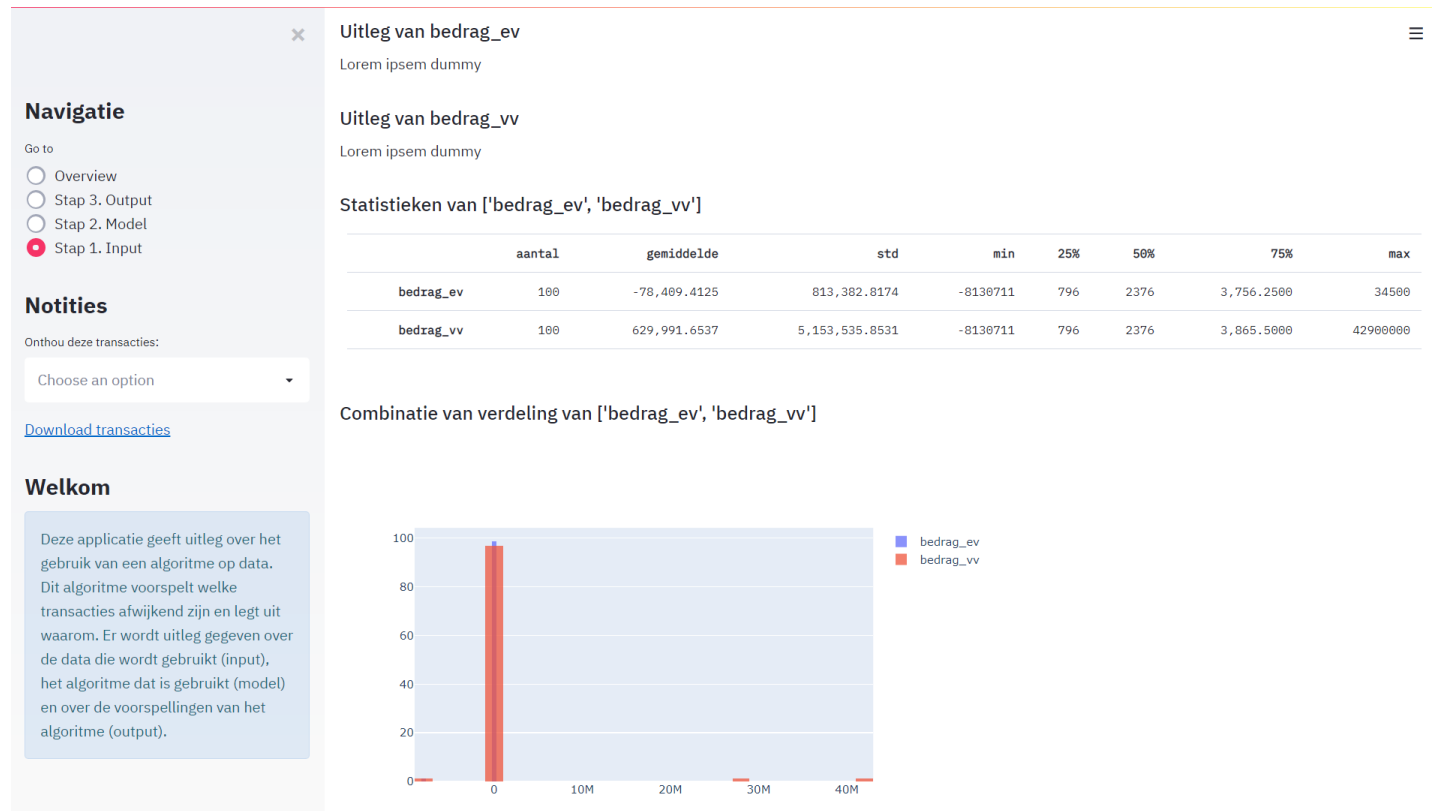 Navigatie
Go to
Overview
Stap 3. Output
Stap 2. Model
Stap 1. Input
Notities
Onthou deze transacties:
Choose an option
Download transacties
Welkom
Deze applicatie geeft uitleg over het
gebruik van een algoritme op data.
Dit algoritme voorspelt welke
transacties afwijkend zijn en legt uit
waarom. Er wordt uitleg gegeven over
de data die wordt gebruikt (input),
het algoritme dat is gebruikt (model)
en over de voorspellingen van het
algoritme (output).
Uitleg van bedrag_ev
Lorem ipsem dummy
Uitleg van bedrag_vv
Lorem ipsem dummy
Statistieken van ['bedrag_ev', 'bedrag_vv']
aantal gemiddelde std min 25% 50% 75% max
bedrag_ev 100 -78,409.4125 813,382.8174 -8130711 796 2376 3,756.2500 34500
bedrag_vv 100 629,991.6537 5,153,535.8531 -8130711 796 2376 3,865.5000 42900000
Combinatie van verdeling van ['bedrag_ev', 'bedrag_vv']
100
80
60
40
20
0
0 10M 20M 30M 40M
bedrag_ev
bedrag_vv